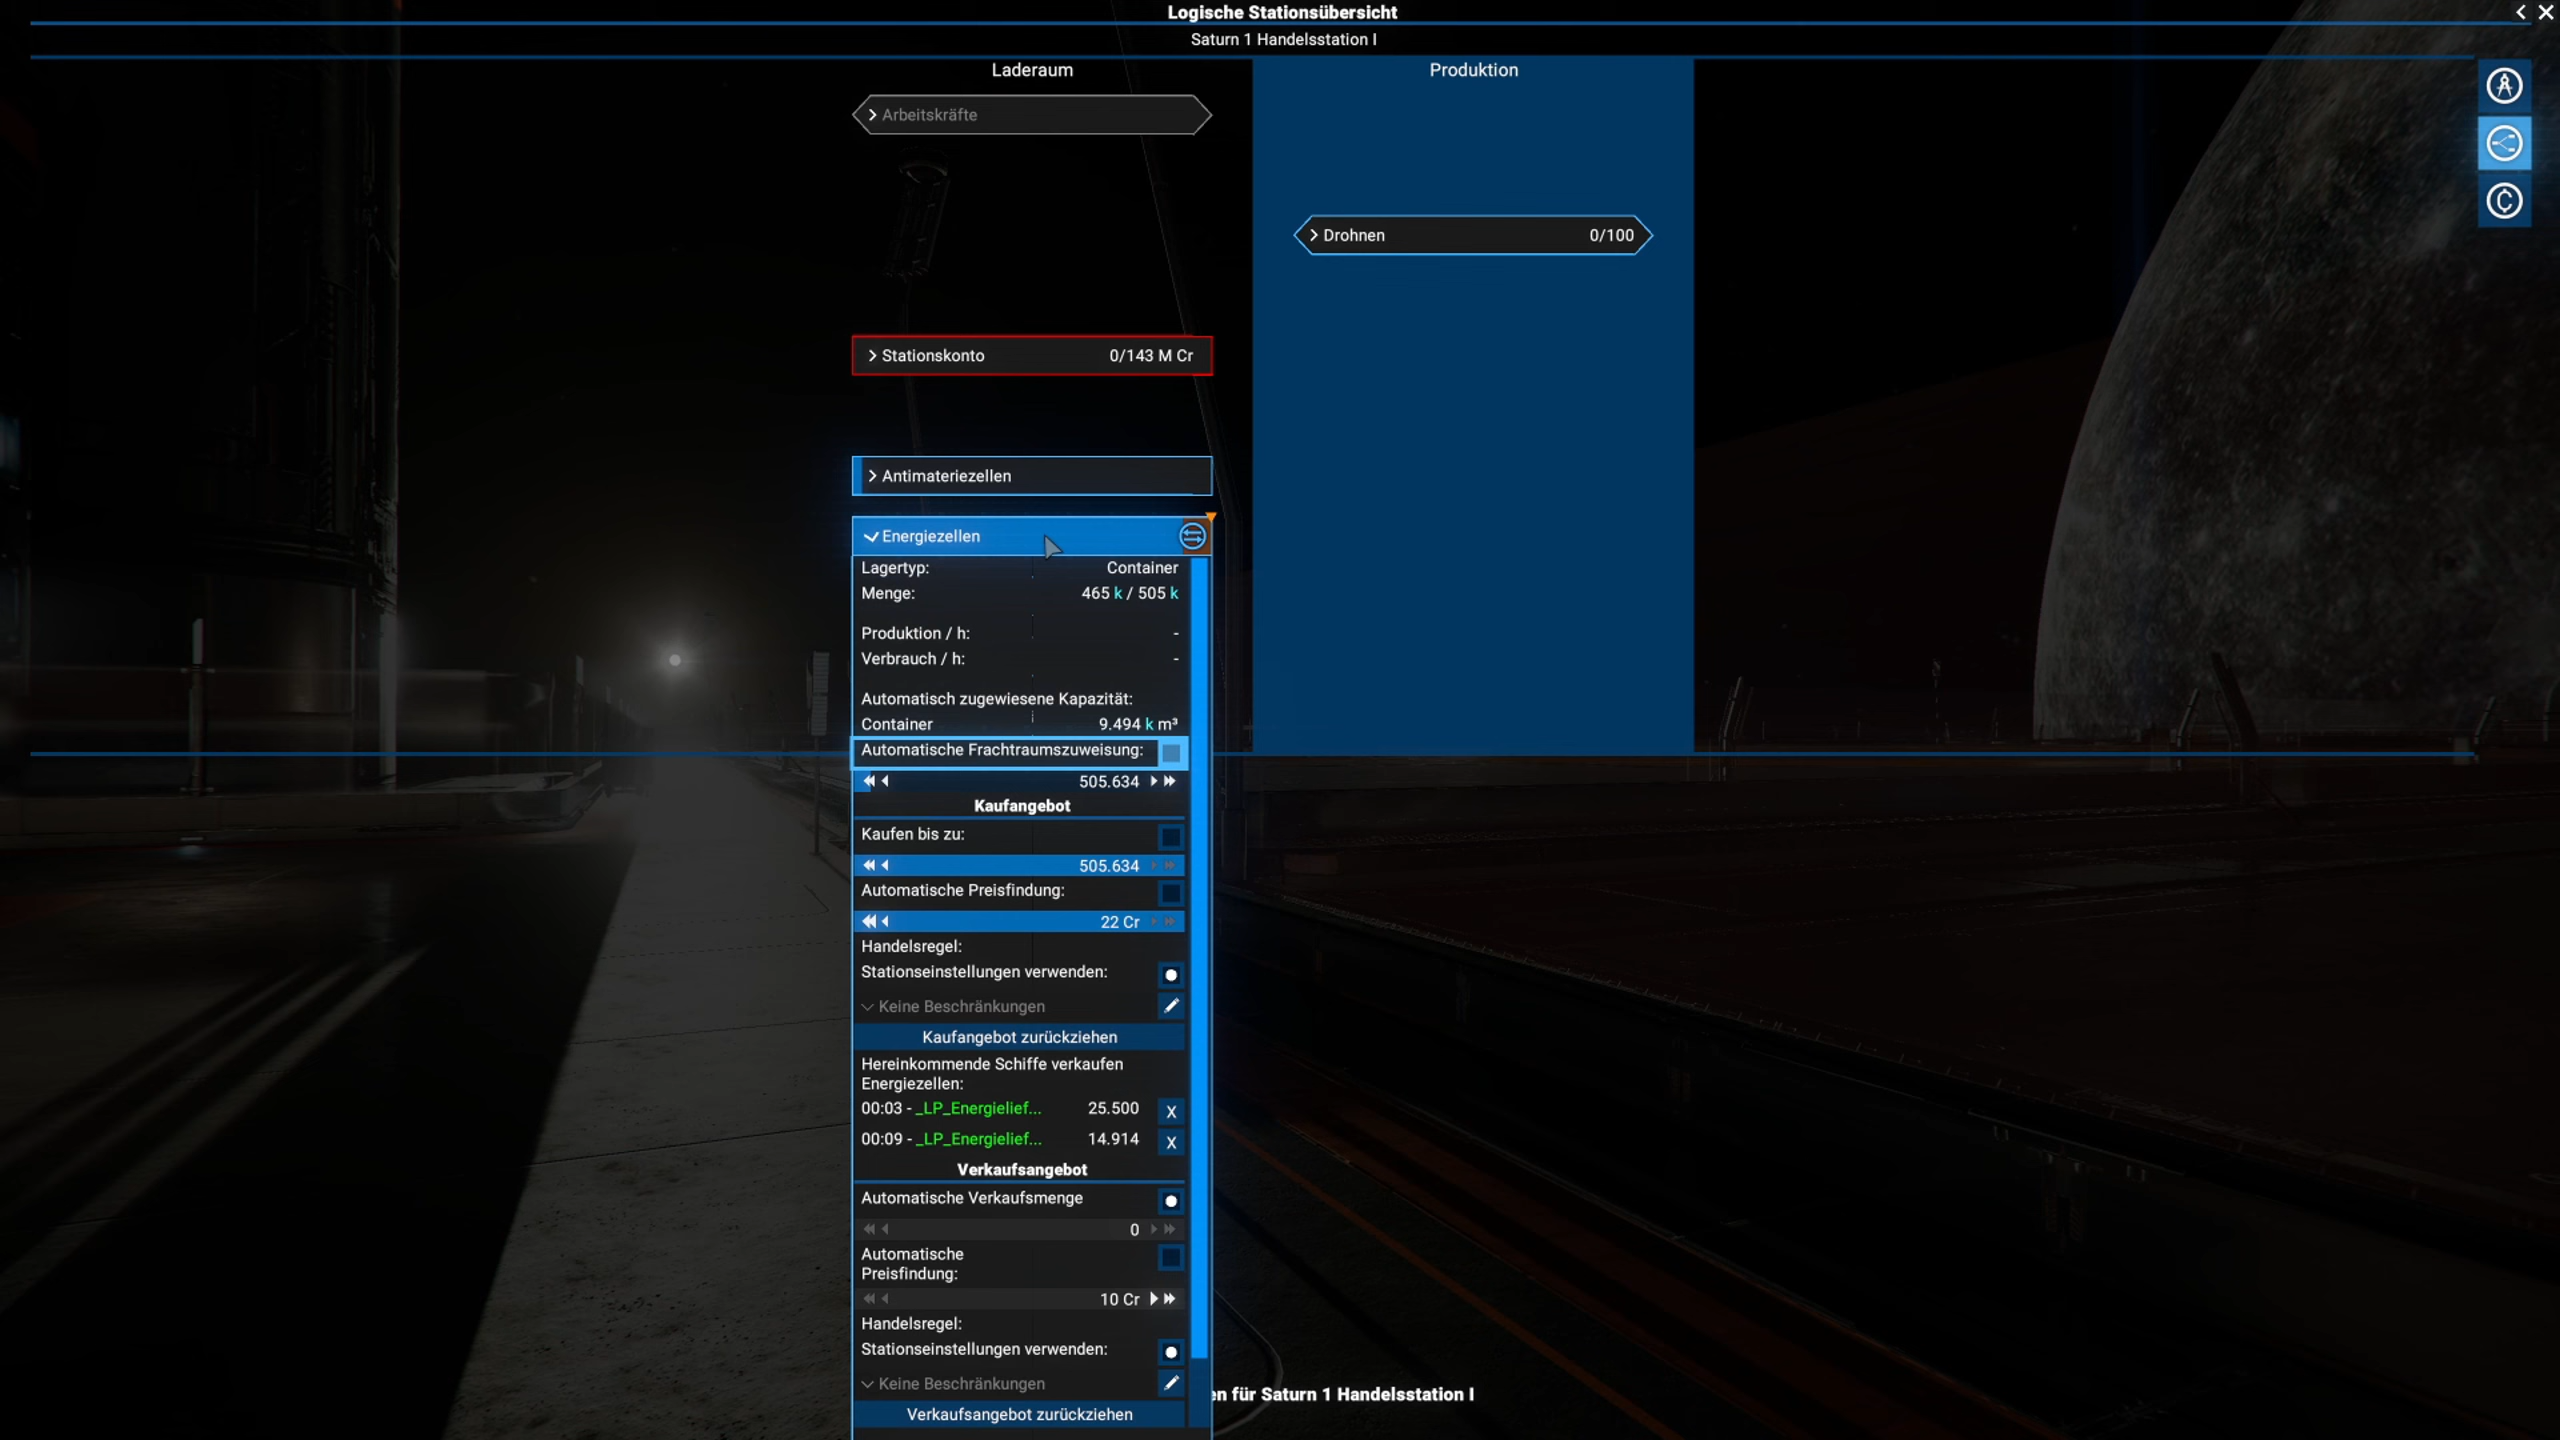 Logische Stationsübersicht
Saturn 1 Handelsstation I
Laderaum
Produktion
Arbeitskräfte
Drohnen 0/100
Stationskonto 0/143 M Cr
Antimateriezellen
Energiezellen
Lagertyp: Container
Menge: 465 k / 505 k
Produktion / h: -
Verbrauch / h: -
Automatisch zugewiesene Kapazität:
Container 9.494 k m³
Automatische Frachtraumszuweisung:
505.634
Kaufangebot
Kaufen bis zu:
505.634
Automatische Preisfindung:
22 Cr
Handelsregel:
Stationseinstellungen verwenden:
Keine Beschränkungen
Kaufangebot zurückziehen
Hereinkommende Schiffe verkaufen
Energiezellen:
00:03 - _LP_Energielief... 25.500 X
00:09 - _LP_Energielief... 14.914 X
Verkaufsangebot
Automatische Verkaufsmenge
0
Automatische
Preisfindung:
10 Cr
Handelsregel:
Stationseinstellungen verwenden:
Keine Beschränkungen
en für Saturn 1 Handelsstation I
Verkaufsangebot zurückziehen